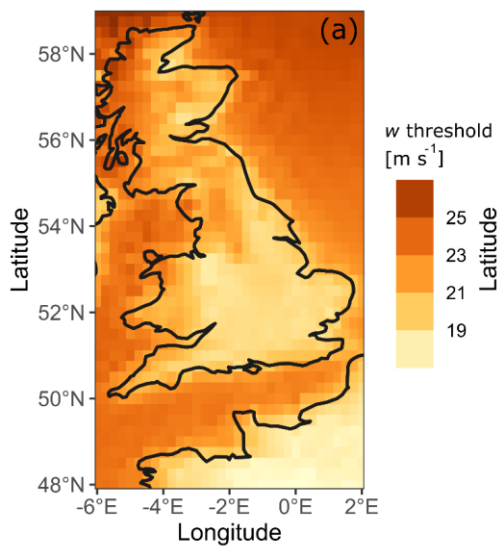 (a)
58°N
56°N
54°N
52°N
50°N
48°N
Latitude
-6°E -4°E -2°E 0°E 2°E
Longitude
w threshold
[m s⁻¹]
25
23
21
19
Latitude